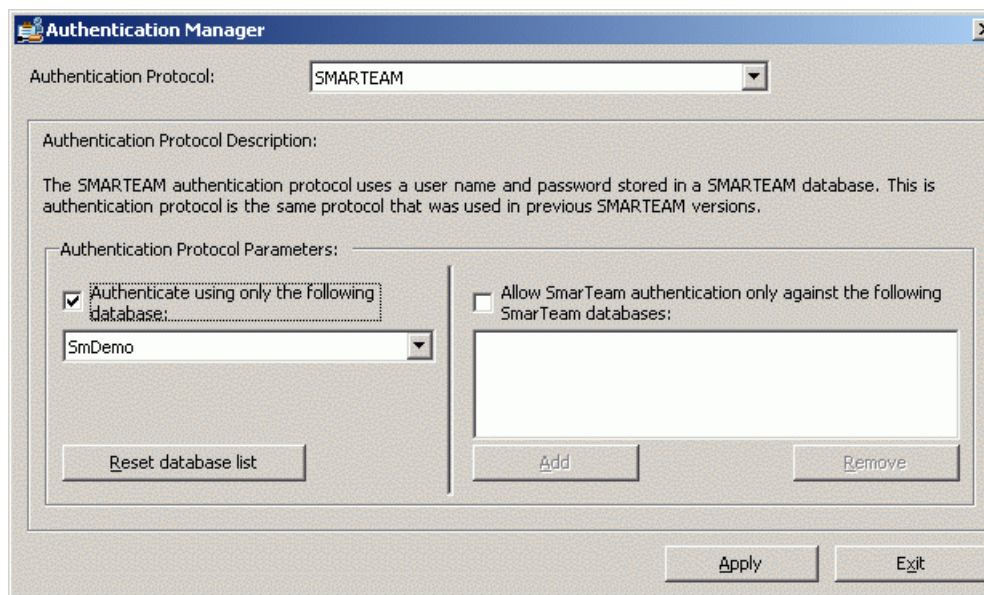 Authentication Manager
Authentication Protocol:
SMARTEAM
Authentication Protocol Description:
The SMARTEAM authentication protocol uses a user name and password stored in a SMARTEAM database. This is
authentication protocol is the same protocol that was used in previous SMARTEAM versions.
Authentication Protocol Parameters:
Authenticate using only the following
database:
SmDemo
Reset database list
Allow SmarTeam authentication only against the following
SmarTeam databases:
Add
Remove
Apply
Exit